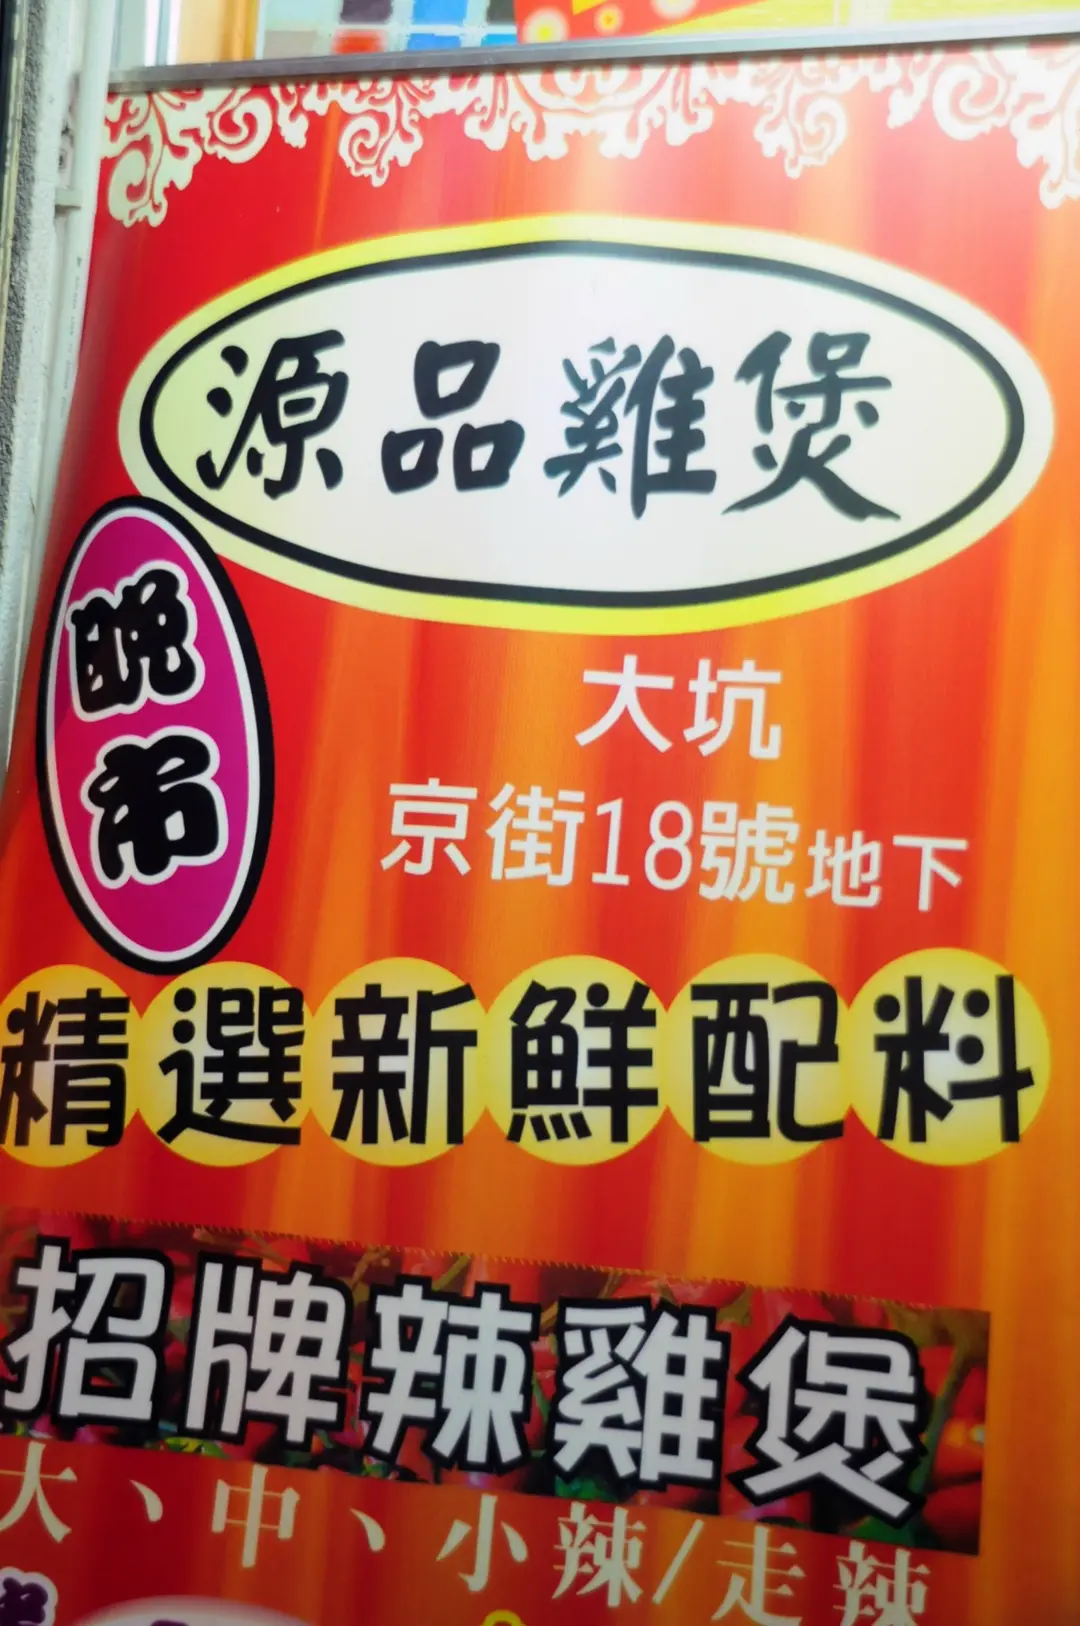 源品雞煲
晚市
大坑
京街18號地下
精選新鮮配料
招牌辣雞煲
大、中、小辣/走辣